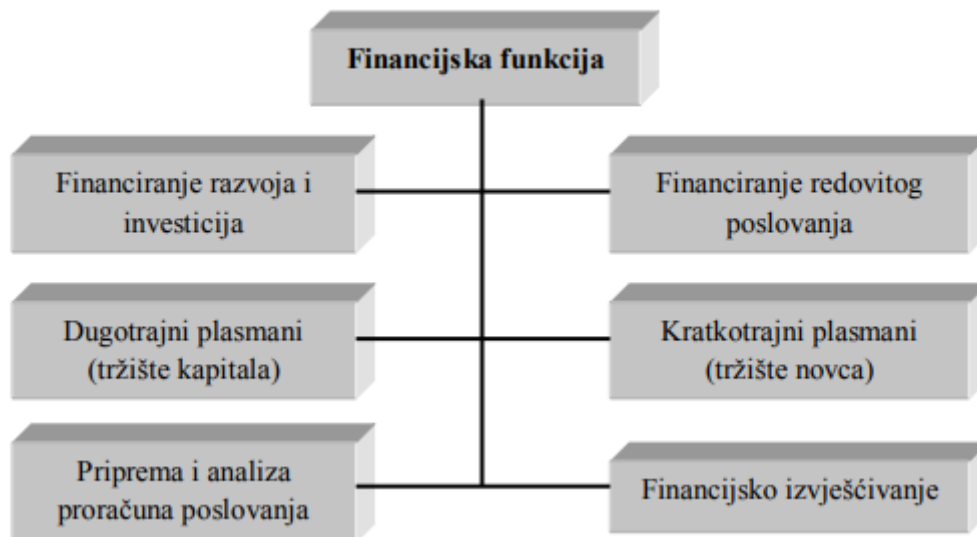 Financijska funkcija
Financiranje razvoja i
investicija
Financiranje redovitog
poslovanja
Dugotrajni plasmani
(tržište kapitala)
Kratkotrajni plasmani
(tržište novca)
Priprema i analiza
proračuna poslovanja
Financijsko izvješćivanje